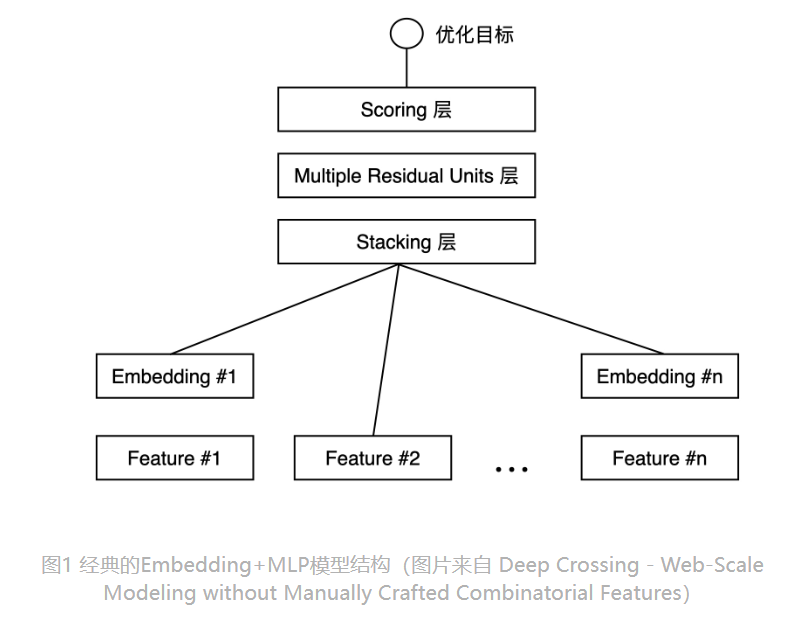 优化目标
Scoring 层
Multiple Residual Units 层
Stacking 层
Embedding #1
Embedding #n
Feature #1
Feature #2
...
Feature #n
图1 经典的Embedding+MLP模型结构（图片来自 Deep Crossing - Web-Scale
Modeling without Manually Crafted Combinatorial Features）